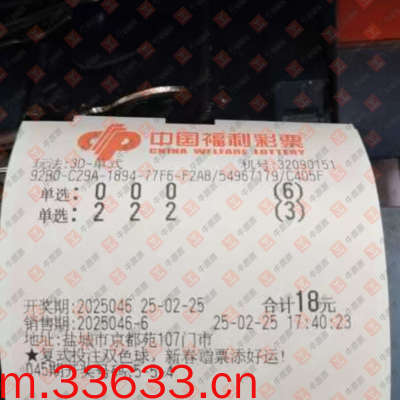 中国福利彩票
CHINA WELFARE LOTTERY
玩法:3D-单式 机号:32090151
92B0-C29A-1894-77F6-F2A8/54967179/C405F
单选: 0 0 0 (6)
单选: 2 2 2 (3)
开奖期:2025046 25-02-25 合计18元
销售期:2025046-6 25-02-25 17:40:23
地址:盐城市京都苑107门市
★复式投注双色球，新春赠票添好运!
m.33633.cn